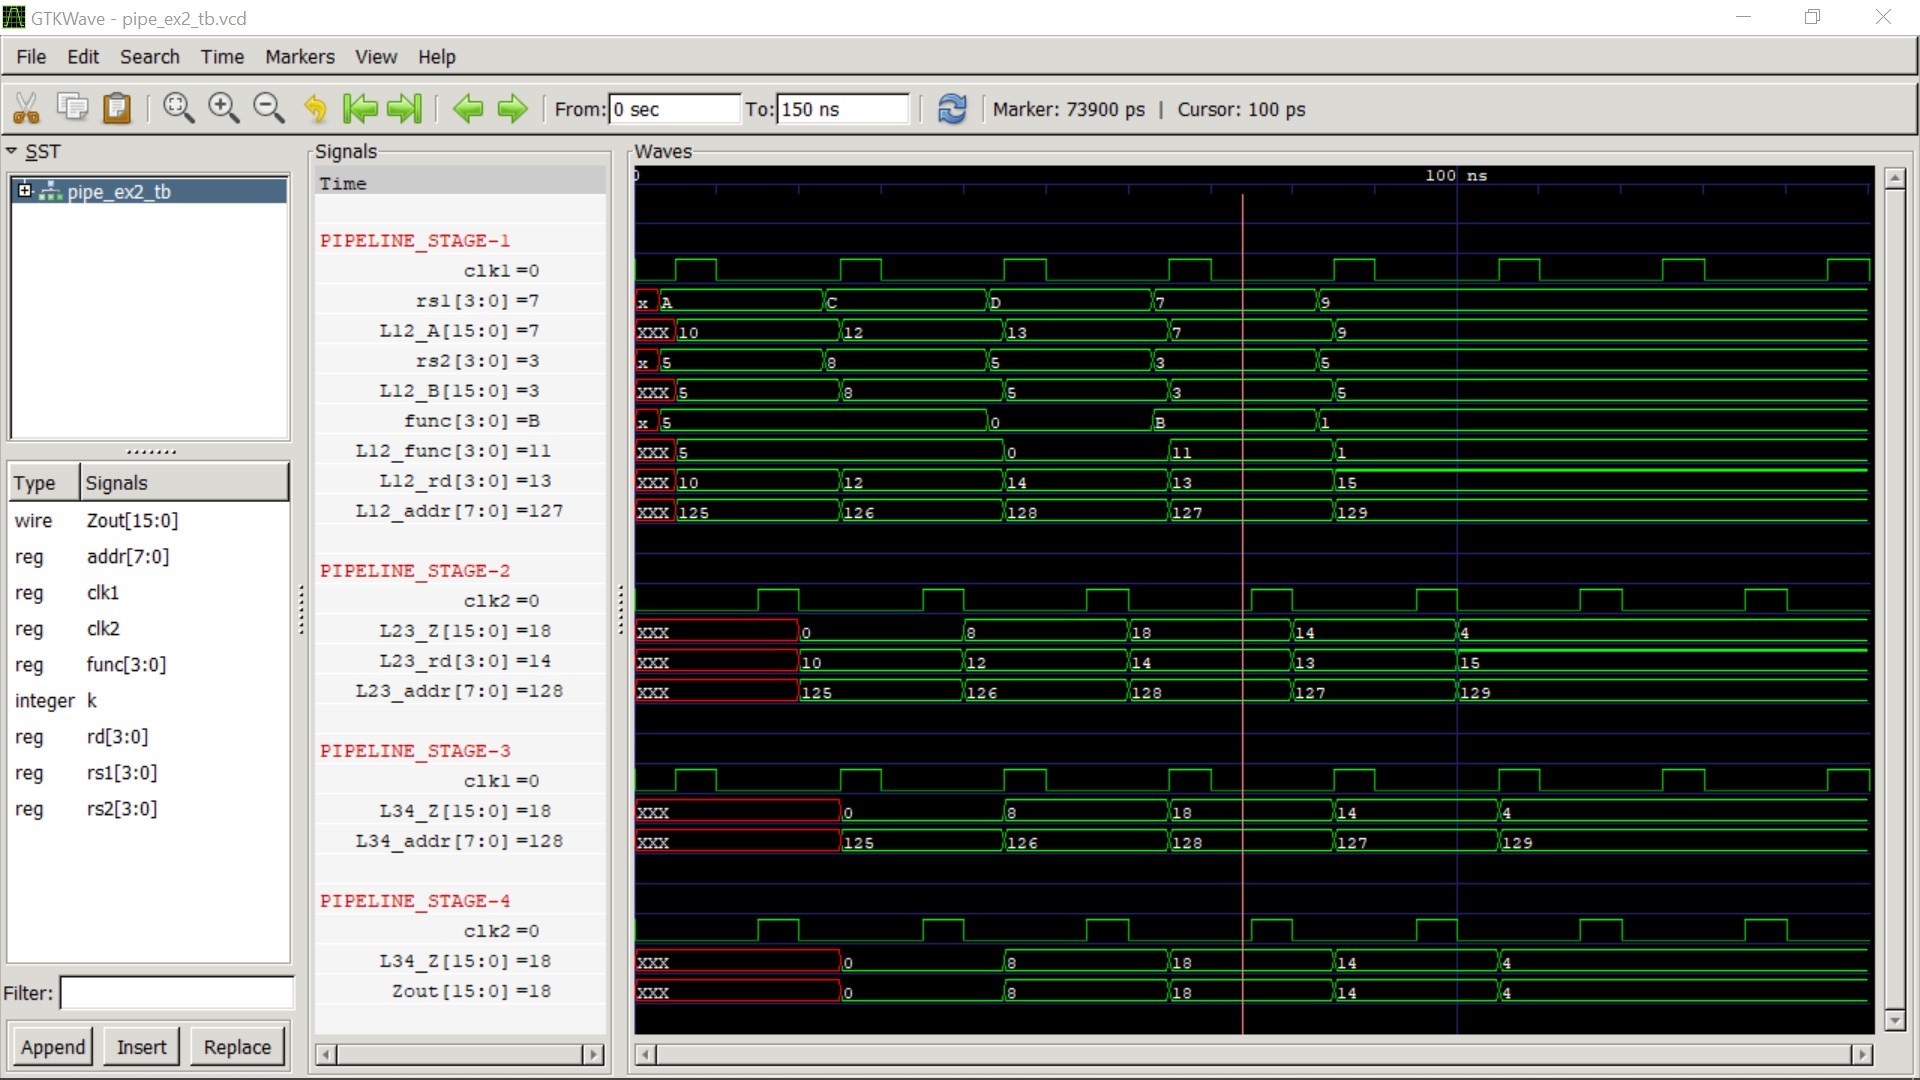 GTKWave - pipe_ex2_tb.vcd
File Edit Search Time Markers View Help
From: 0 sec To: 150 ns Marker: 73900 ps | Cursor: 100 ps
SST
pipe_ex2_tb
Type Signals
wire Zout[15:0]
reg addr[7:0]
reg clk1
reg clk2
reg func[3:0]
integer k
reg rd[3:0]
reg rs1[3:0]
reg rs2[3:0]
Filter:
Append Insert Replace
Signals
Time
Waves
0 100 ns
PIPELINE_STAGE-1
clk1=0
rs1[3:0]=7 x A C D 7 9
L12_A[15:0]=7 XXX 10 12 13 7 9
rs2[3:0]=3 x 5 8 5 3 5
L12_B[15:0]=3 XXX 5 8 5 3 5
func[3:0]=B x 5 0 B 1
L12_func[3:0]=11 XXX 5 0 11 1
L12_rd[3:0]=13 XXX 10 12 14 13 15
L12_addr[7:0]=127 XXX 125 126 128 127 129
PIPELINE_STAGE-2
clk2=0
L23_Z[15:0]=18 XXX 0 8 18 14 4
L23_rd[3:0]=14 XXX 10 12 14 13 15
L23_addr[7:0]=128 XXX 125 126 128 127 129
PIPELINE_STAGE-3
clk1=0
L34_Z[15:0]=18 XXX 0 8 18 14 4
L34_addr[7:0]=128 XXX 125 126 128 127 129
PIPELINE_STAGE-4
clk2=0
L34_Z[15:0]=18 XXX 0 8 18 14 4
Zout[15:0]=18 XXX 0 8 18 14 4